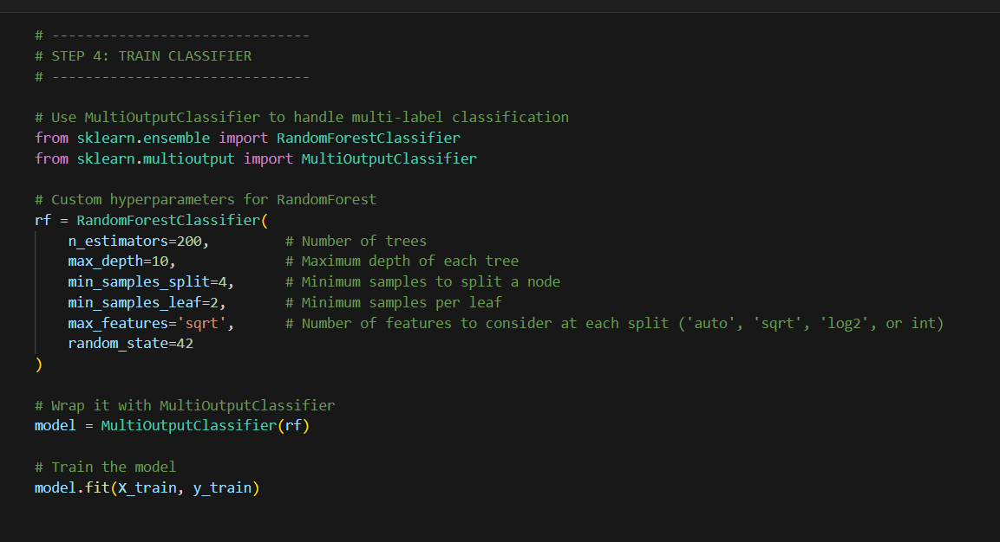 # -------------------------------
# STEP 4: TRAIN CLASSIFIER
# -------------------------------
# Use MultiOutputClassifier to handle multi-label classification
from sklearn.ensemble import RandomForestClassifier
from sklearn.multioutput import MultiOutputClassifier
# Custom hyperparameters for RandomForest
rf = RandomForestClassifier(
    n_estimators=200,         # Number of trees
    max_depth=10,             # Maximum depth of each tree
    min_samples_split=4,      # Minimum samples to split a node
    min_samples_leaf=2,       # Minimum samples per leaf
    max_features='sqrt',      # Number of features to consider at each split ('auto', 'sqrt', 'log2', or int)
    random_state=42
)
# Wrap it with MultiOutputClassifier
model = MultiOutputClassifier(rf)
# Train the model
model.fit(X_train, y_train)